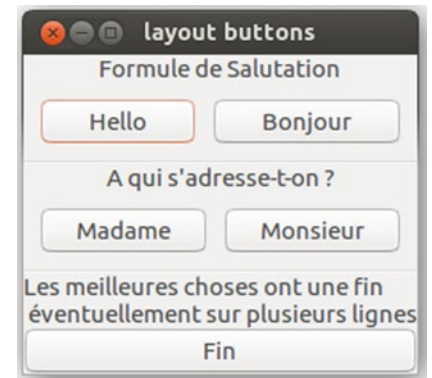 layout buttons
Formule de Salutation
Hello Bonjour
A qui s'adresse-t-on ?
Madame Monsieur
Les meilleures choses ont une fin
éventuellement sur plusieurs lignes
Fin